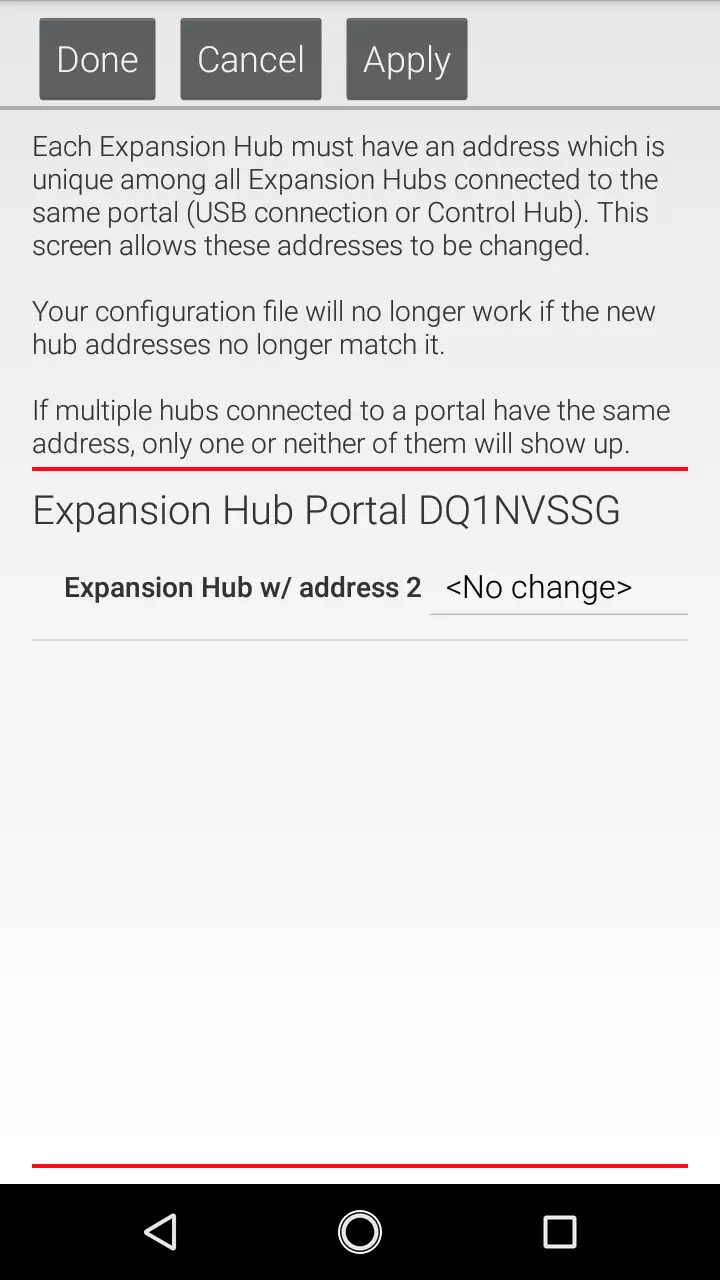 Done Cancel Apply
Each Expansion Hub must have an address which is
unique among all Expansion Hubs connected to the
same portal (USB connection or Control Hub). This
screen allows these addresses to be changed.
Your configuration file will no longer work if the new
hub addresses no longer match it.
If multiple hubs connected to a portal have the same
address, only one or neither of them will show up.
Expansion Hub Portal DQ1NVSSG
Expansion Hub w/ address 2 <No change>